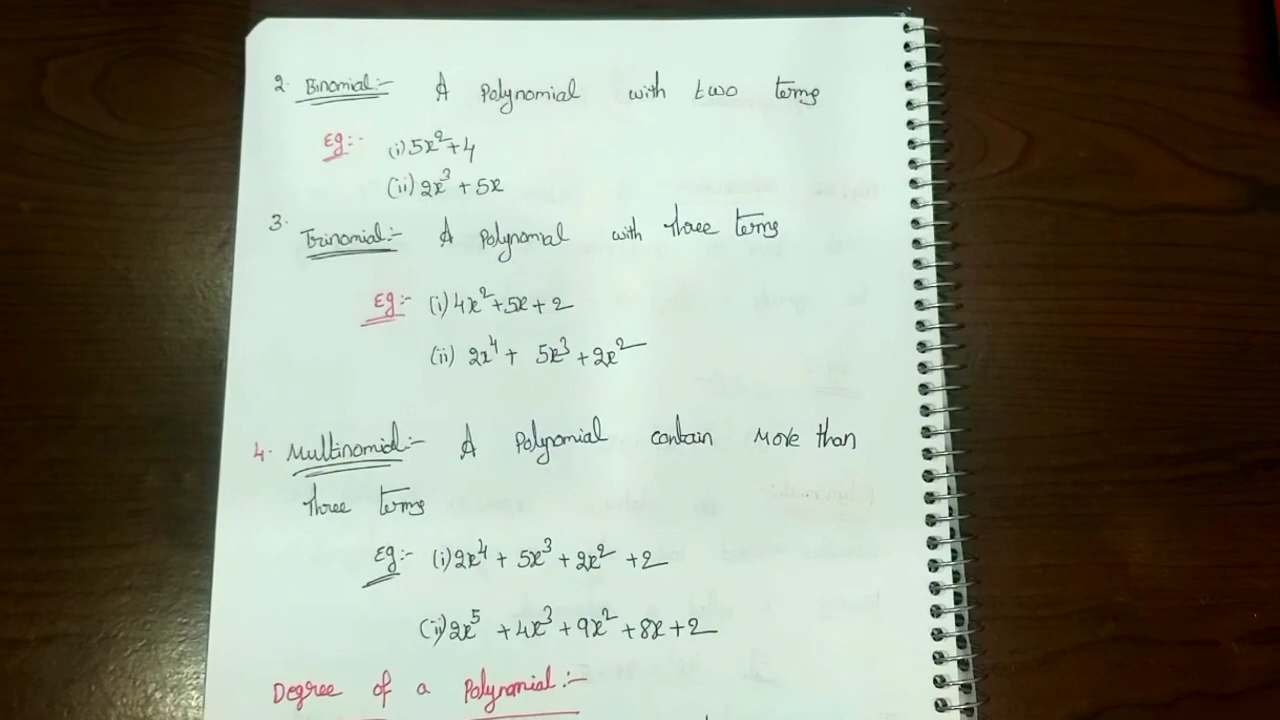 2. Binomial:- A Polynomial with two terms
Eg:- (i) 5x²+4
(ii) 2x³ + 5x
3. Trinomial:- A Polynomial with three terms
Eg:- (i) 4x²+5x+2
(ii) 2x⁴ + 5x³ +2x²
4. Multinomial:- A Polynomial contain More than
three terms
Eg:- (i) 2x⁴ + 5x³ + 2x² +2
(ii) 2x⁵ +4x³ +9x² +8x+2
Degree of a Polynomial:-